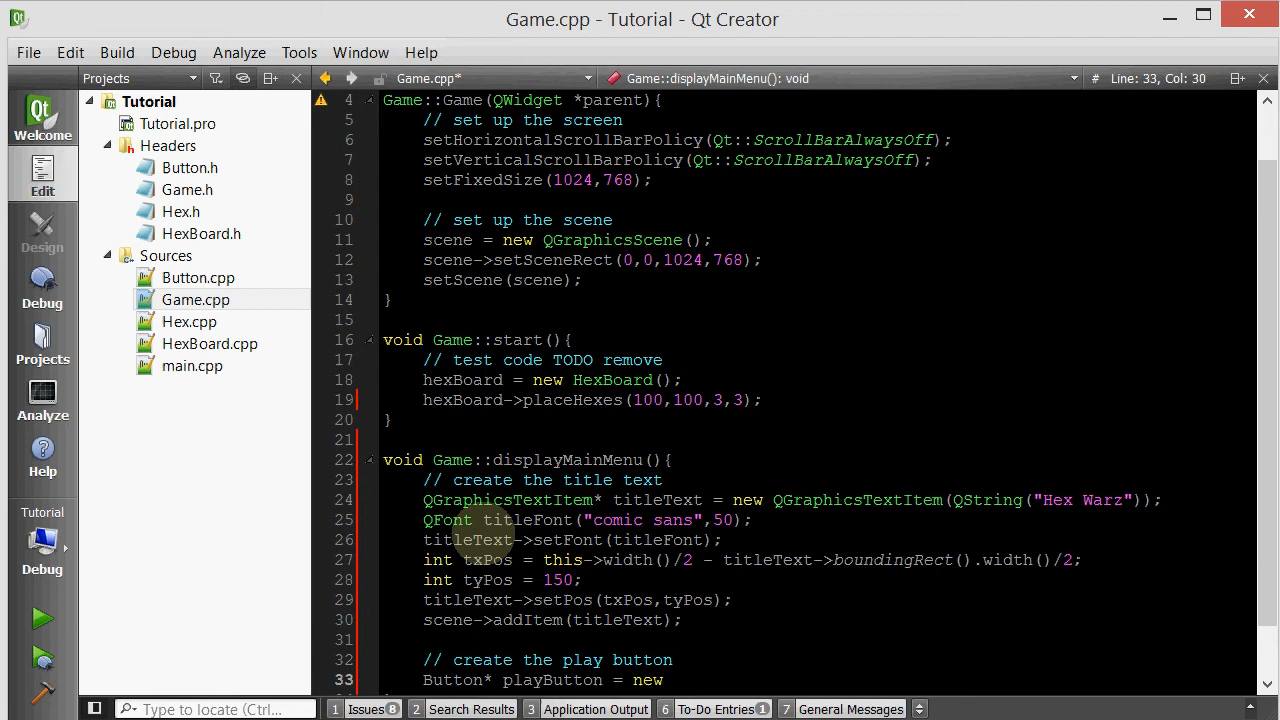 Game.cpp - Tutorial - Qt Creator
File Edit Build Debug Analyze Tools Window Help
Projects
Game.cpp*
Game::displayMainMenu(): void
# Line: 33, Col: 30
Qt
Welcome
Edit
Design
Debug
Projects
Analyze
Help
Tutorial
Debug
Tutorial
Tutorial.pro
Headers
Button.h
Game.h
Hex.h
HexBoard.h
Sources
Button.cpp
Game.cpp
Hex.cpp
HexBoard.cpp
main.cpp
4 Game::Game(QWidget *parent){
5 // set up the screen
6 setHorizontalScrollBarPolicy(Qt::ScrollBarAlwaysOff);
7 setVerticalScrollBarPolicy(Qt::ScrollBarAlwaysOff);
8 setFixedSize(1024,768);
9
10 // set up the scene
11 scene = new QGraphicsScene();
12 scene->setSceneRect(0,0,1024,768);
13 setScene(scene);
14 }
15
16 void Game::start(){
17 // test code TODO remove
18 hexBoard = new HexBoard();
19 hexBoard->placeHexes(100,100,3,3);
20 }
21
22 void Game::displayMainMenu(){
23 // create the title text
24 QGraphicsTextItem* titleText = new QGraphicsTextItem(QString("Hex Warz"));
25 QFont titleFont("comic sans",50);
26 titleText->setFont(titleFont);
27 int txPos = this->width()/2 - titleText->boundingRect().width()/2;
28 int tyPos = 150;
29 titleText->setPos(txPos,tyPos);
30 scene->addItem(titleText);
31
32 // create the play button
33 Button* playButton = new
Type to locate (Ctrl...
1 Issues 8
2 Search Results
3 Application Output
6 To-Do Entries 1
7 General Messages